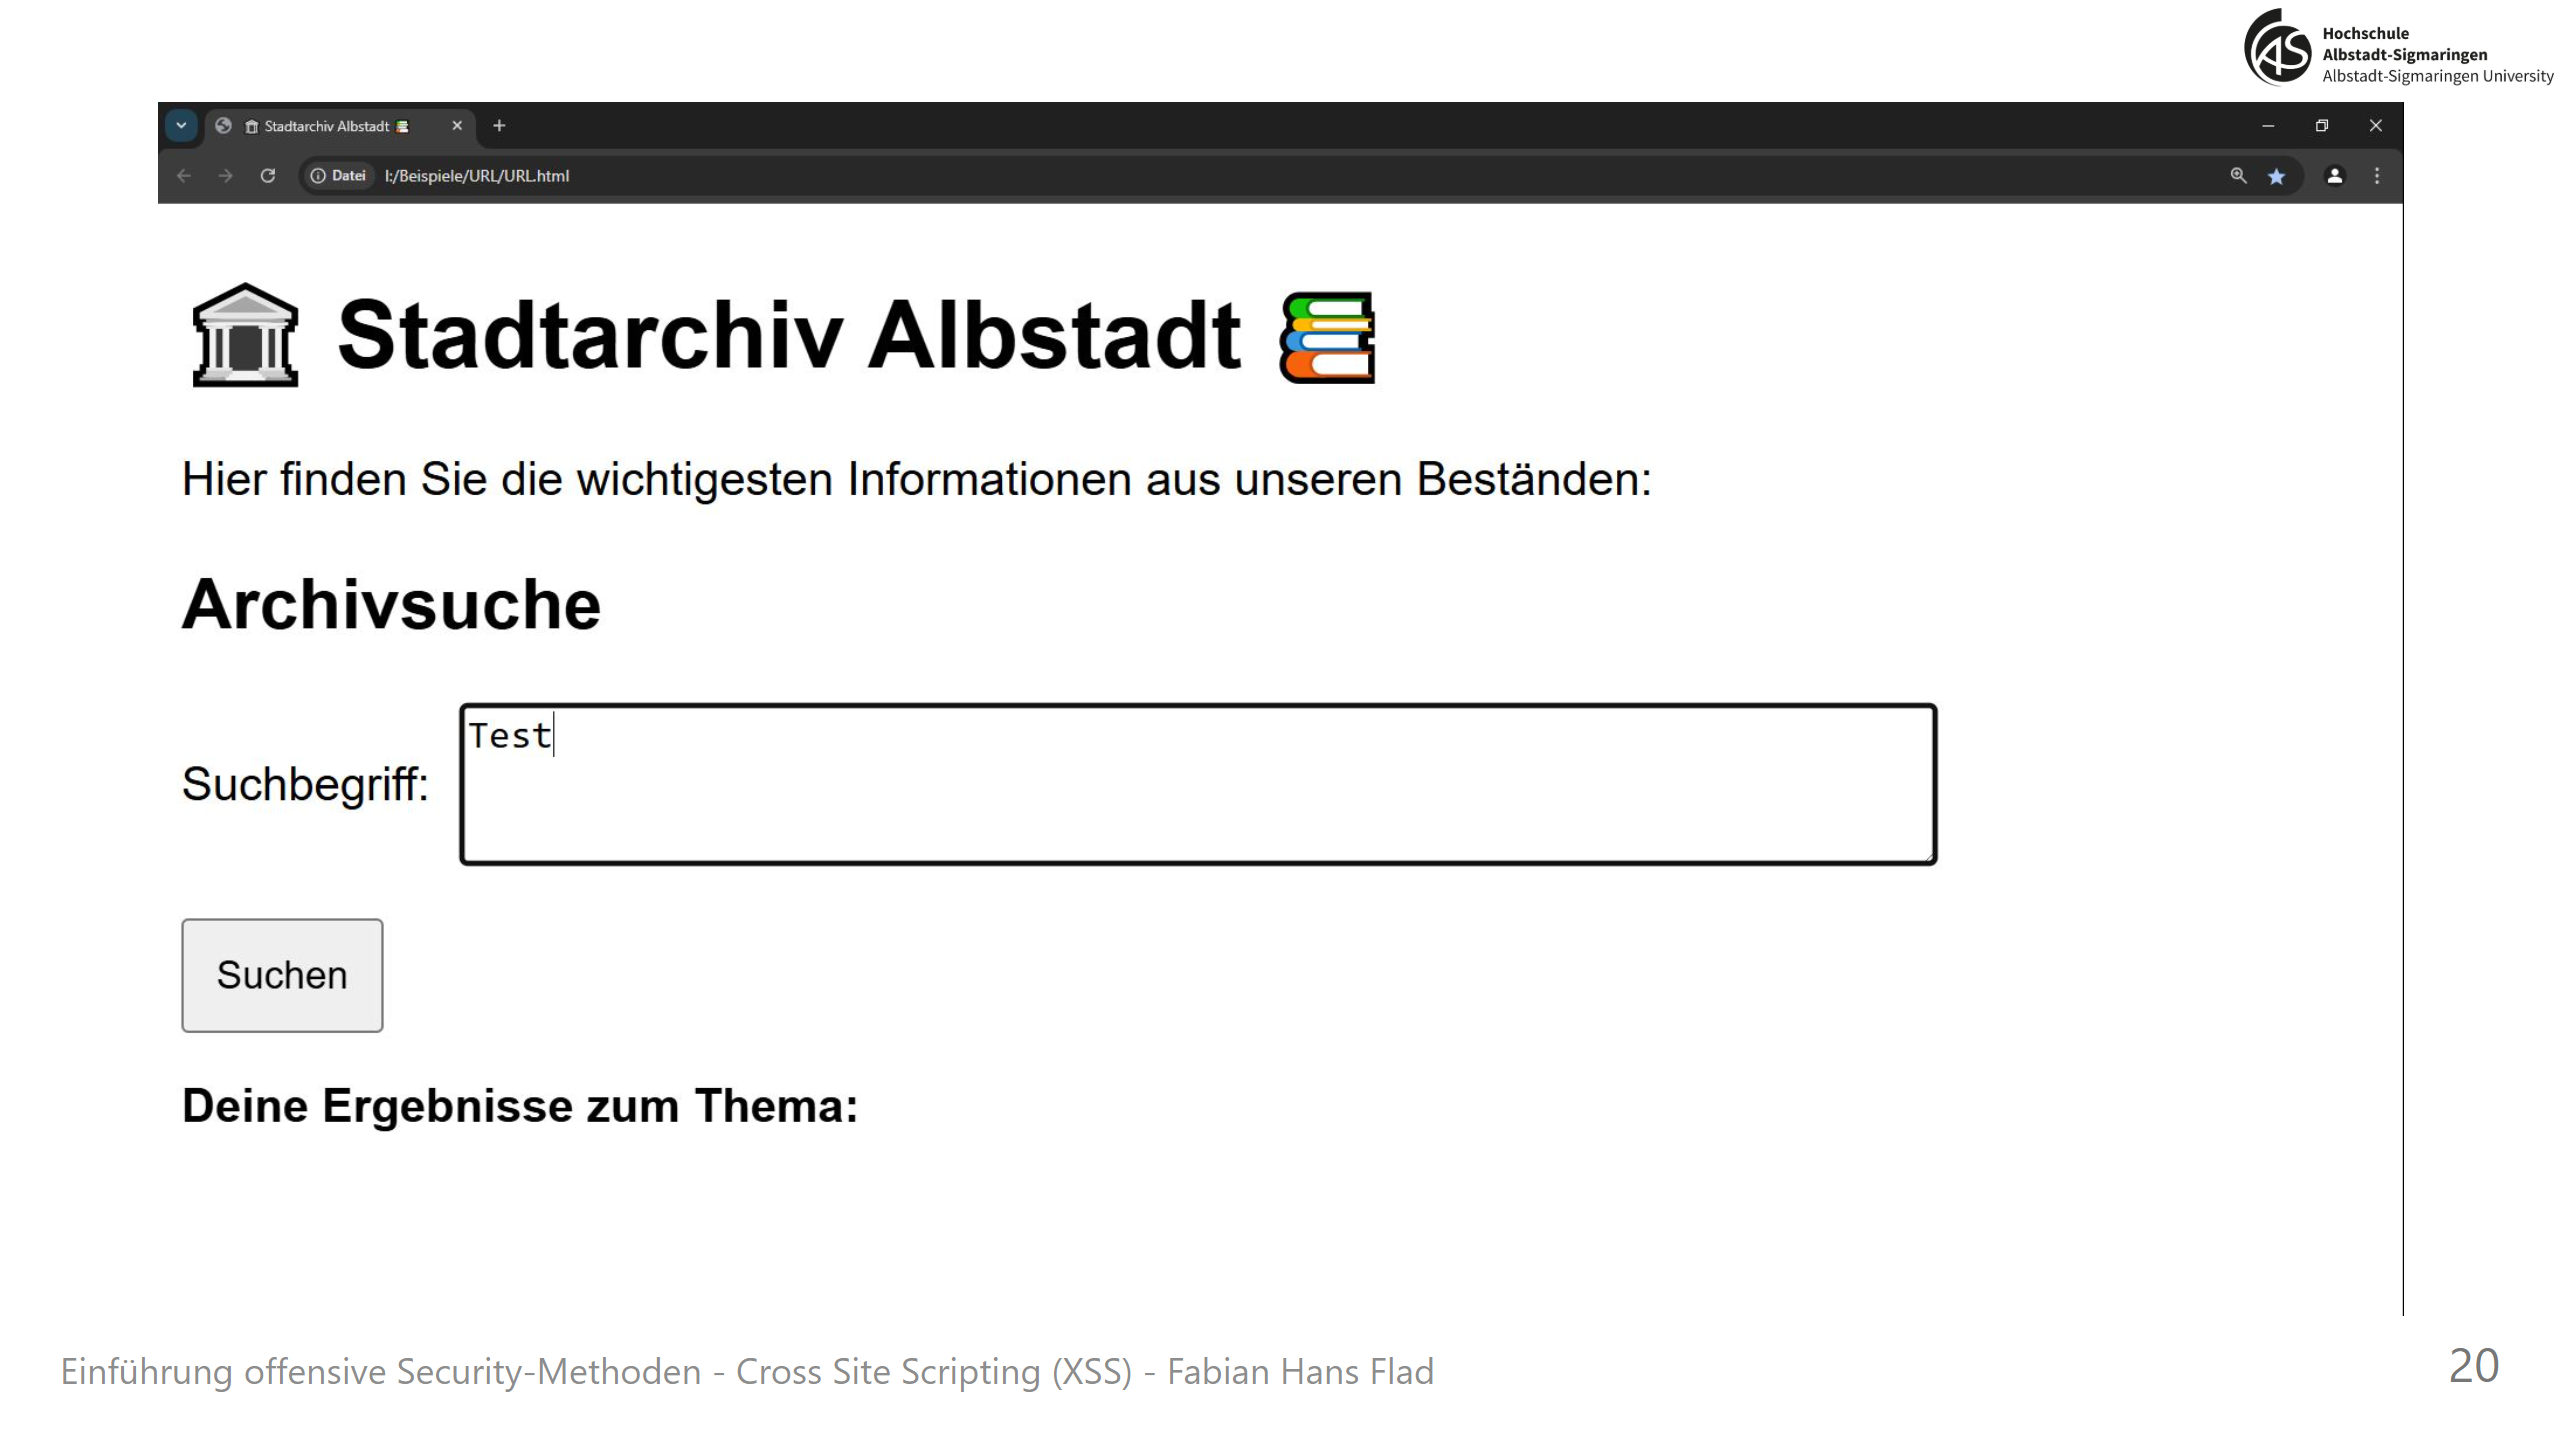 Hochschule
Albstadt-Sigmaringen
Albstadt-Sigmaringen University
Stadtarchiv Albstadt
Datei I:/Beispiele/URL/URL.html
Stadtarchiv Albstadt
Hier finden Sie die wichtigesten Informationen aus unseren Beständen:
Archivsuche
Test
Suchbegriff:
Suchen
Deine Ergebnisse zum Thema:
Einführung offensive Security-Methoden - Cross Site Scripting (XSS) - Fabian Hans Flad
20